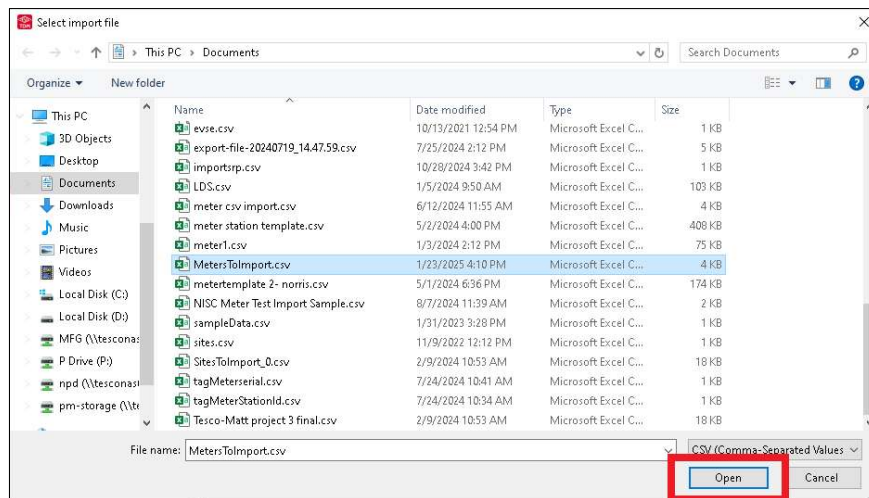 Select import file
This PC > Documents
Search Documents
Organize
New folder
Name Date modified Type Size
This PC
3D Objects
Desktop
Documents
Downloads
Music
Pictures
Videos
Local Disk (C:)
Local Disk (D:)
MFG (\\tescona
P Drive (P:)
npd (\\tescona
pm-storage (\\te
evse.csv 10/13/2021 12:54 PM Microsoft Excel C... 1 KB
export-file-20240719_14.47.59.csv 7/25/2024 2:12 PM Microsoft Excel C... 5 KB
importsrp.csv 10/28/2024 3:42 PM Microsoft Excel C... 1 KB
LDS.csv 1/5/2024 9:50 AM Microsoft Excel C... 103 KB
meter csv import.csv 6/12/2024 11:55 AM Microsoft Excel C... 4 KB
meter station template.csv 5/2/2024 4:00 PM Microsoft Excel C... 408 KB
meter1.csv 1/3/2024 2:12 PM Microsoft Excel C... 75 KB
MetersToImport.csv 1/23/2025 4:10 PM Microsoft Excel C... 4 KB
metertemplate 2- norris.csv 5/1/2024 6:36 PM Microsoft Excel C... 174 KB
NISC Meter Test Import Sample.csv 8/7/2024 11:39 AM Microsoft Excel C... 2 KB
sampleData.csv 1/31/2023 3:28 PM Microsoft Excel C... 1 KB
sites.csv 11/9/2022 12:12 PM Microsoft Excel C... 1 KB
SitesToImport_0.csv 2/9/2024 10:53 AM Microsoft Excel C... 18 KB
tagMeterserial.csv 7/24/2024 10:41 AM Microsoft Excel C... 1 KB
tagMeterStationId.csv 7/24/2024 10:34 AM Microsoft Excel C... 1 KB
Tesco-Matt project 3 final.csv 2/9/2024 10:53 AM Microsoft Excel C... 18 KB
File name: MetersToImport.csv
CSV (Comma-Separated Values
Open Cancel